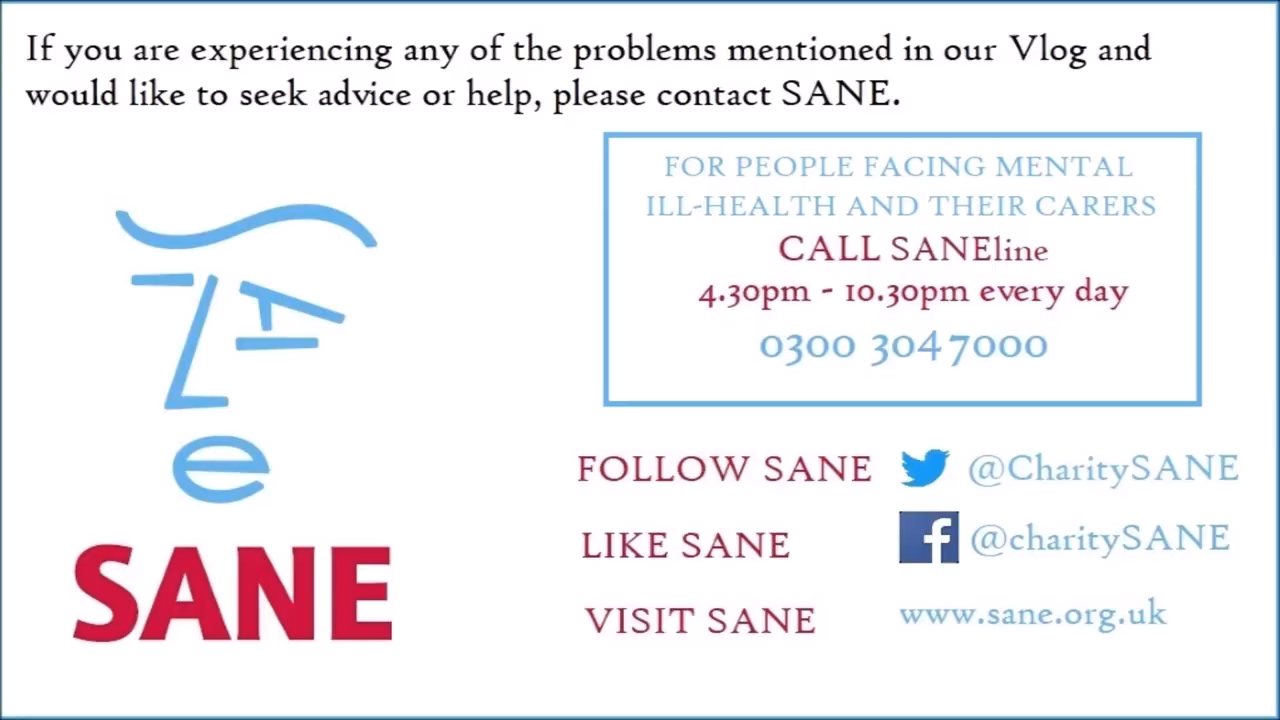 If you are experiencing any of the problems mentioned in our Vlog and
would like to seek advice or help, please contact SANE.
FOR PEOPLE FACING MENTAL
ILL-HEALTH AND THEIR CARERS
CALL SANEline
4.30pm - 10.30pm every day
0300 304 7000
SANE
FOLLOW SANE @CharitySANE
LIKE SANE @charitySANE
VISIT SANE www.sane.org.uk